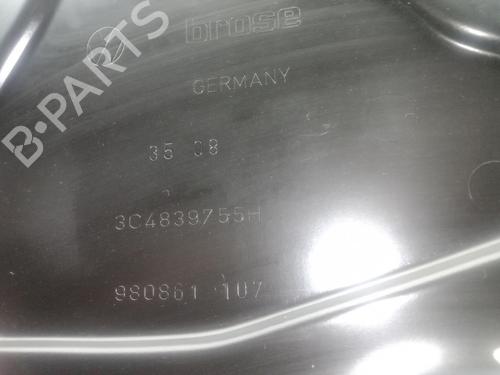 brose
GERMANY
35 08
3C4839755H
980861 107
B-PARTS